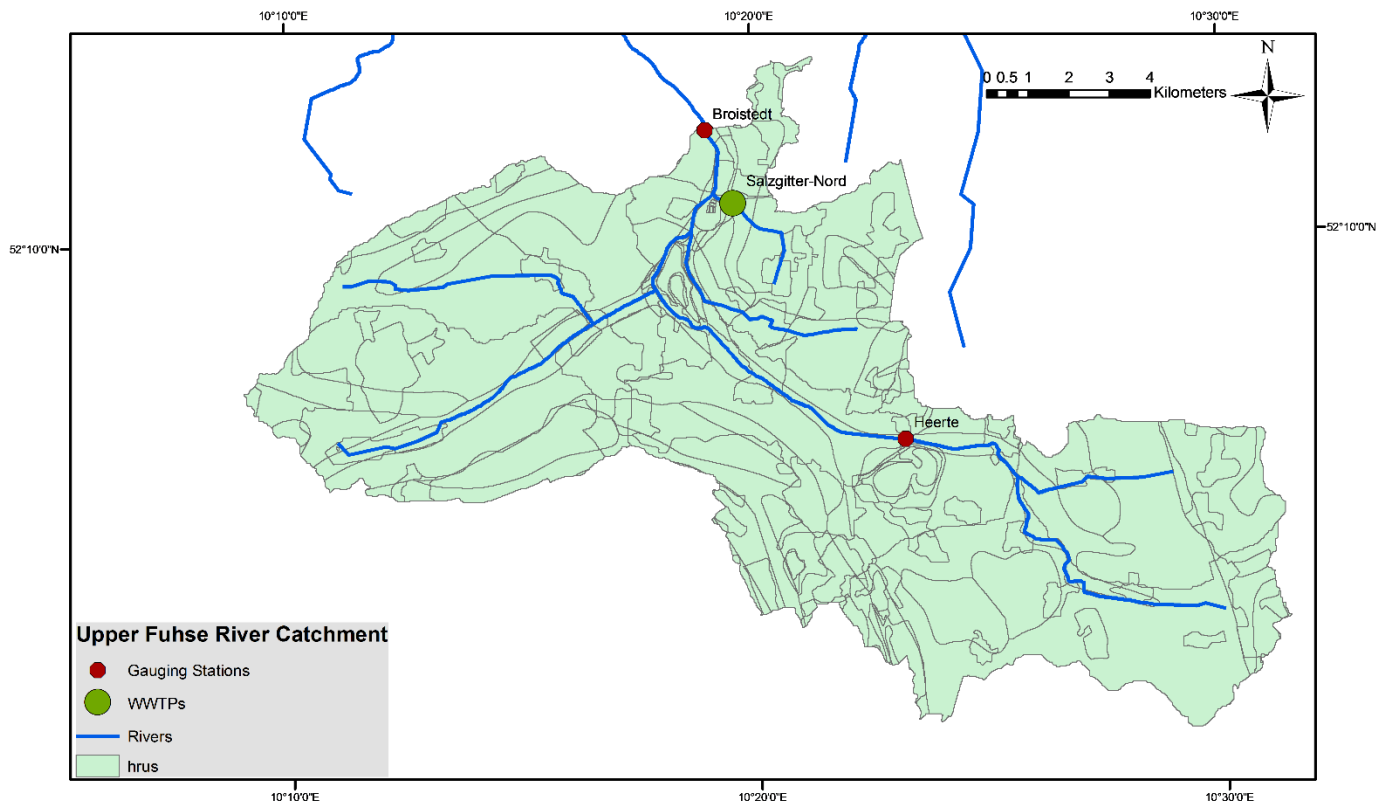 10°10'0"E
10°20'0"E
10°30'0"E
N
0 0.5 1 2 3 4
Kilometers
Broistedt
Salzgitter-Nord
52°10'0"N
52°10'0"N
Heerte
Upper Fuhse River Catchment
Gauging Stations
WWTPs
Rivers
hrus
10°10'0"E
10°20'0"E
10°30'0"E